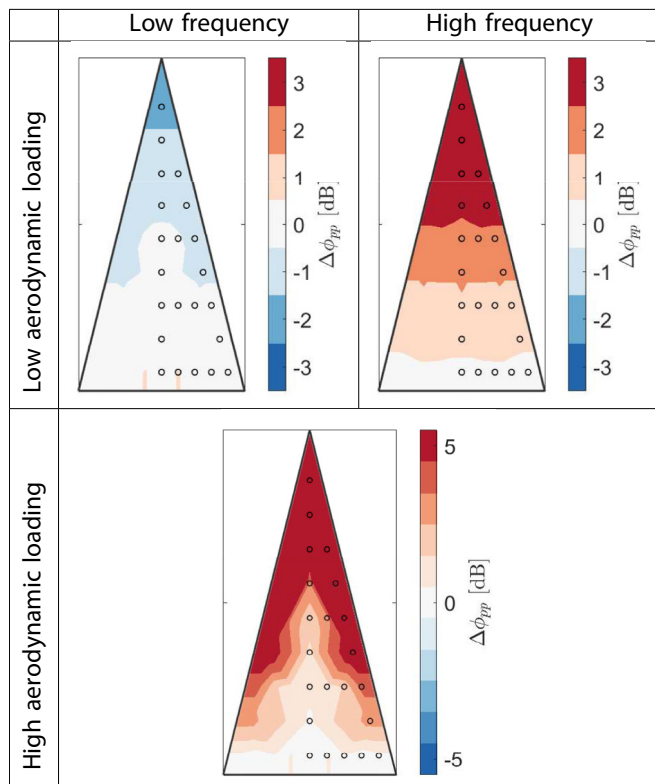 Low frequency
High frequency
Low aerodynamic loading
3
2
1
0
-1
-2
-3
Δϕpp [dB]
3
2
1
0
-1
-2
-3
Δϕpp [dB]
High aerodynamic loading
5
0
-5
Δϕpp [dB]